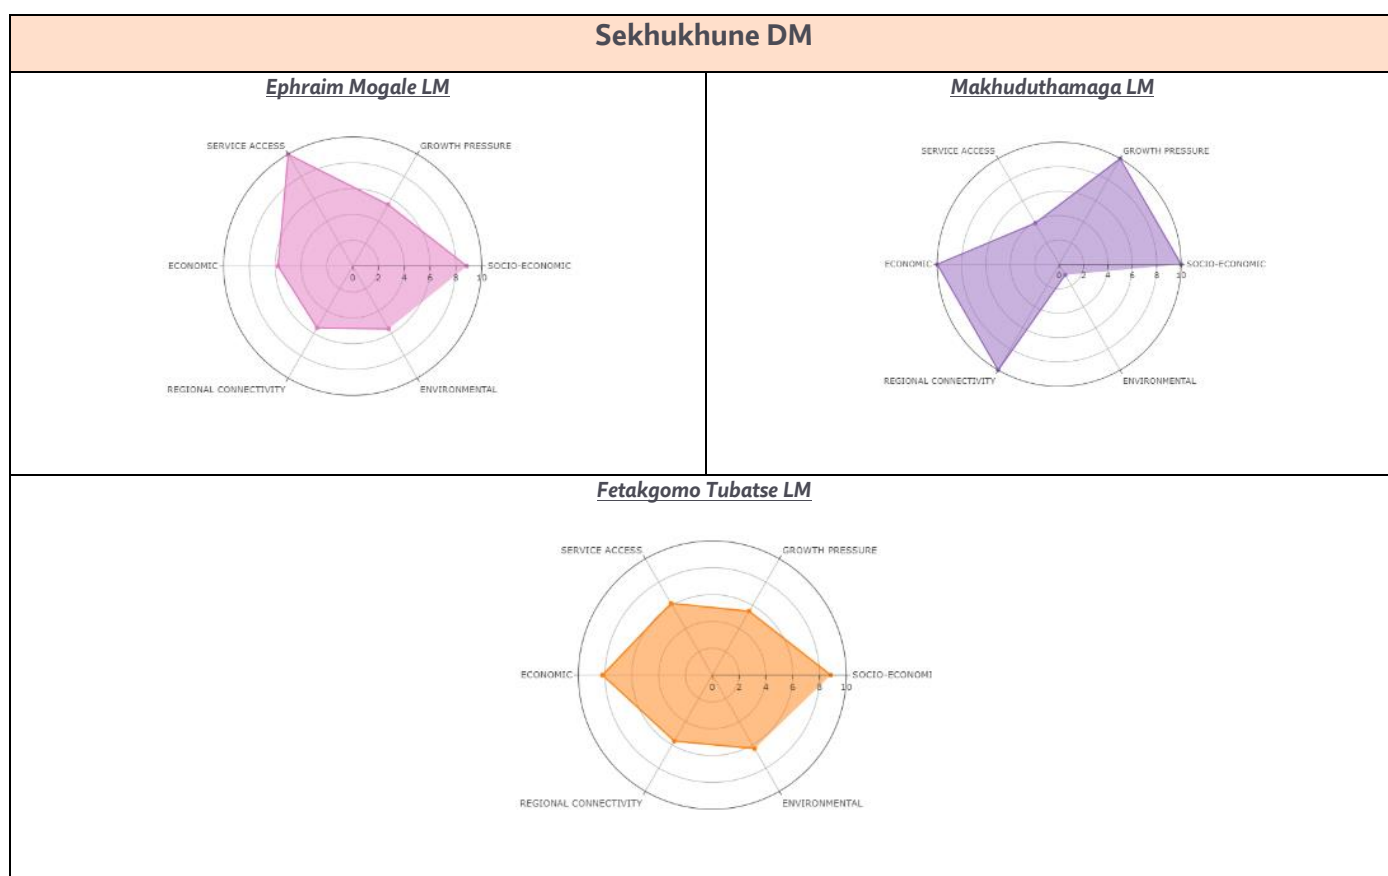 Sekhukhune DM
Ephraim Mogale LM
SERVICE ACCESS
GROWTH PRESSURE
ECONOMIC
0 2 4 6 8 10
SOCIO-ECONOMIC
REGIONAL CONNECTIVITY
ENVIRONMENTAL
Makhuduthamaga LM
SERVICE ACCESS
GROWTH PRESSURE
ECONOMIC
0 2 4 6 8 10
SOCIO-ECONOMIC
REGIONAL CONNECTIVITY
ENVIRONMENTAL
Fetakgomo Tubatse LM
SERVICE ACCESS
GROWTH PRESSURE
ECONOMIC
0 2 4 6 8 10
SOCIO-ECONOMI
REGIONAL CONNECTIVITY
ENVIRONMENTAL